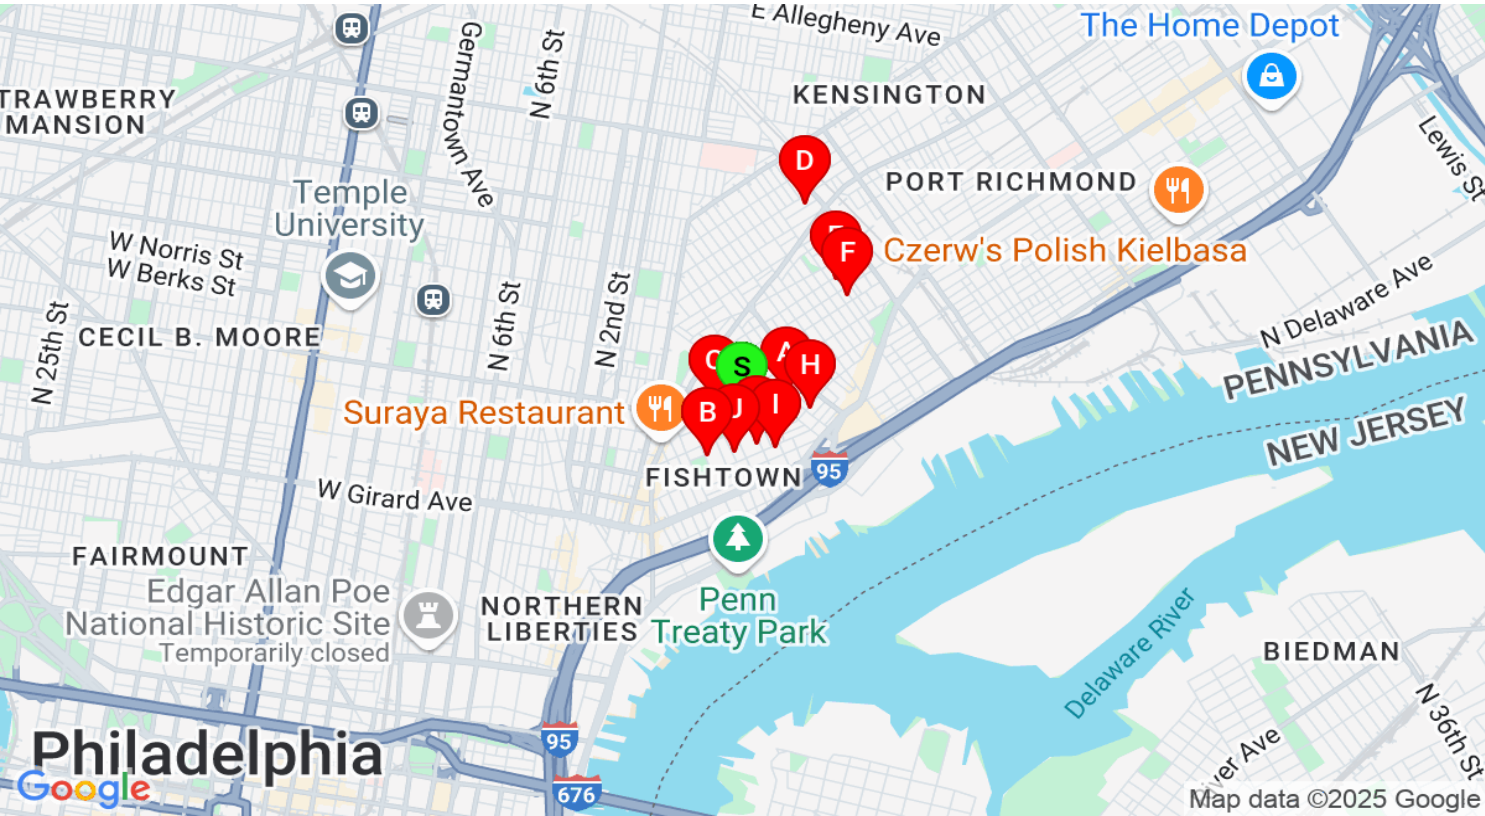 E Allegheny Ave
The Home Depot
Germantown Ave
N 6th St
KENSINGTON
TRAWBERRY
MANSION
Lewis St
D
PORT RICHMOND
Temple
University
W Norris St
W Berks St
F
Czerw's Polish Kielbasa
N 2nd St
N 6th St
N 25th St
CECIL B. MOORE
N Delaware Ave
PENNSYLVANIA
NEW JERSEY
C
S
A
H
Suraya Restaurant
B
J
I
FISHTOWN
95
W Girard Ave
FAIRMOUNT
Edgar Allan Poe
National Historic Site
Temporarily closed
NORTHERN
LIBERTIES
Penn
Treaty Park
Delaware River
BIEDMAN
N 36th St
ver Ave
95
Philadelphia
Google
676
Map data ©2025 Google